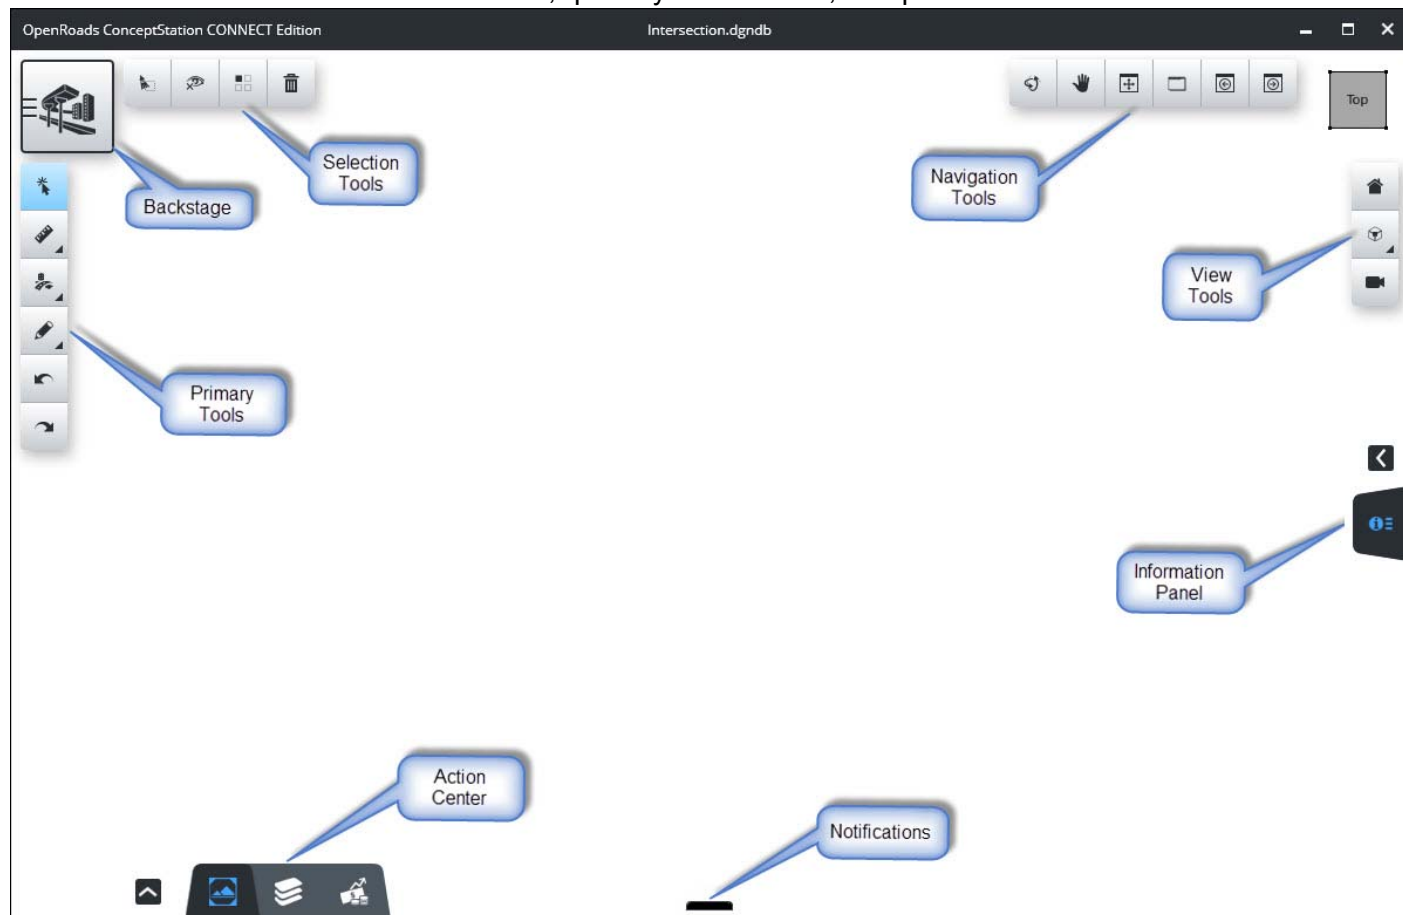 OpenRoads ConceptStation CONNECT Edition
Intersection.dgndb
Top
Selection
Tools
Backstage
Navigation
Tools
View
Tools
Primary
Tools
Information
Panel
Action
Center
Notifications